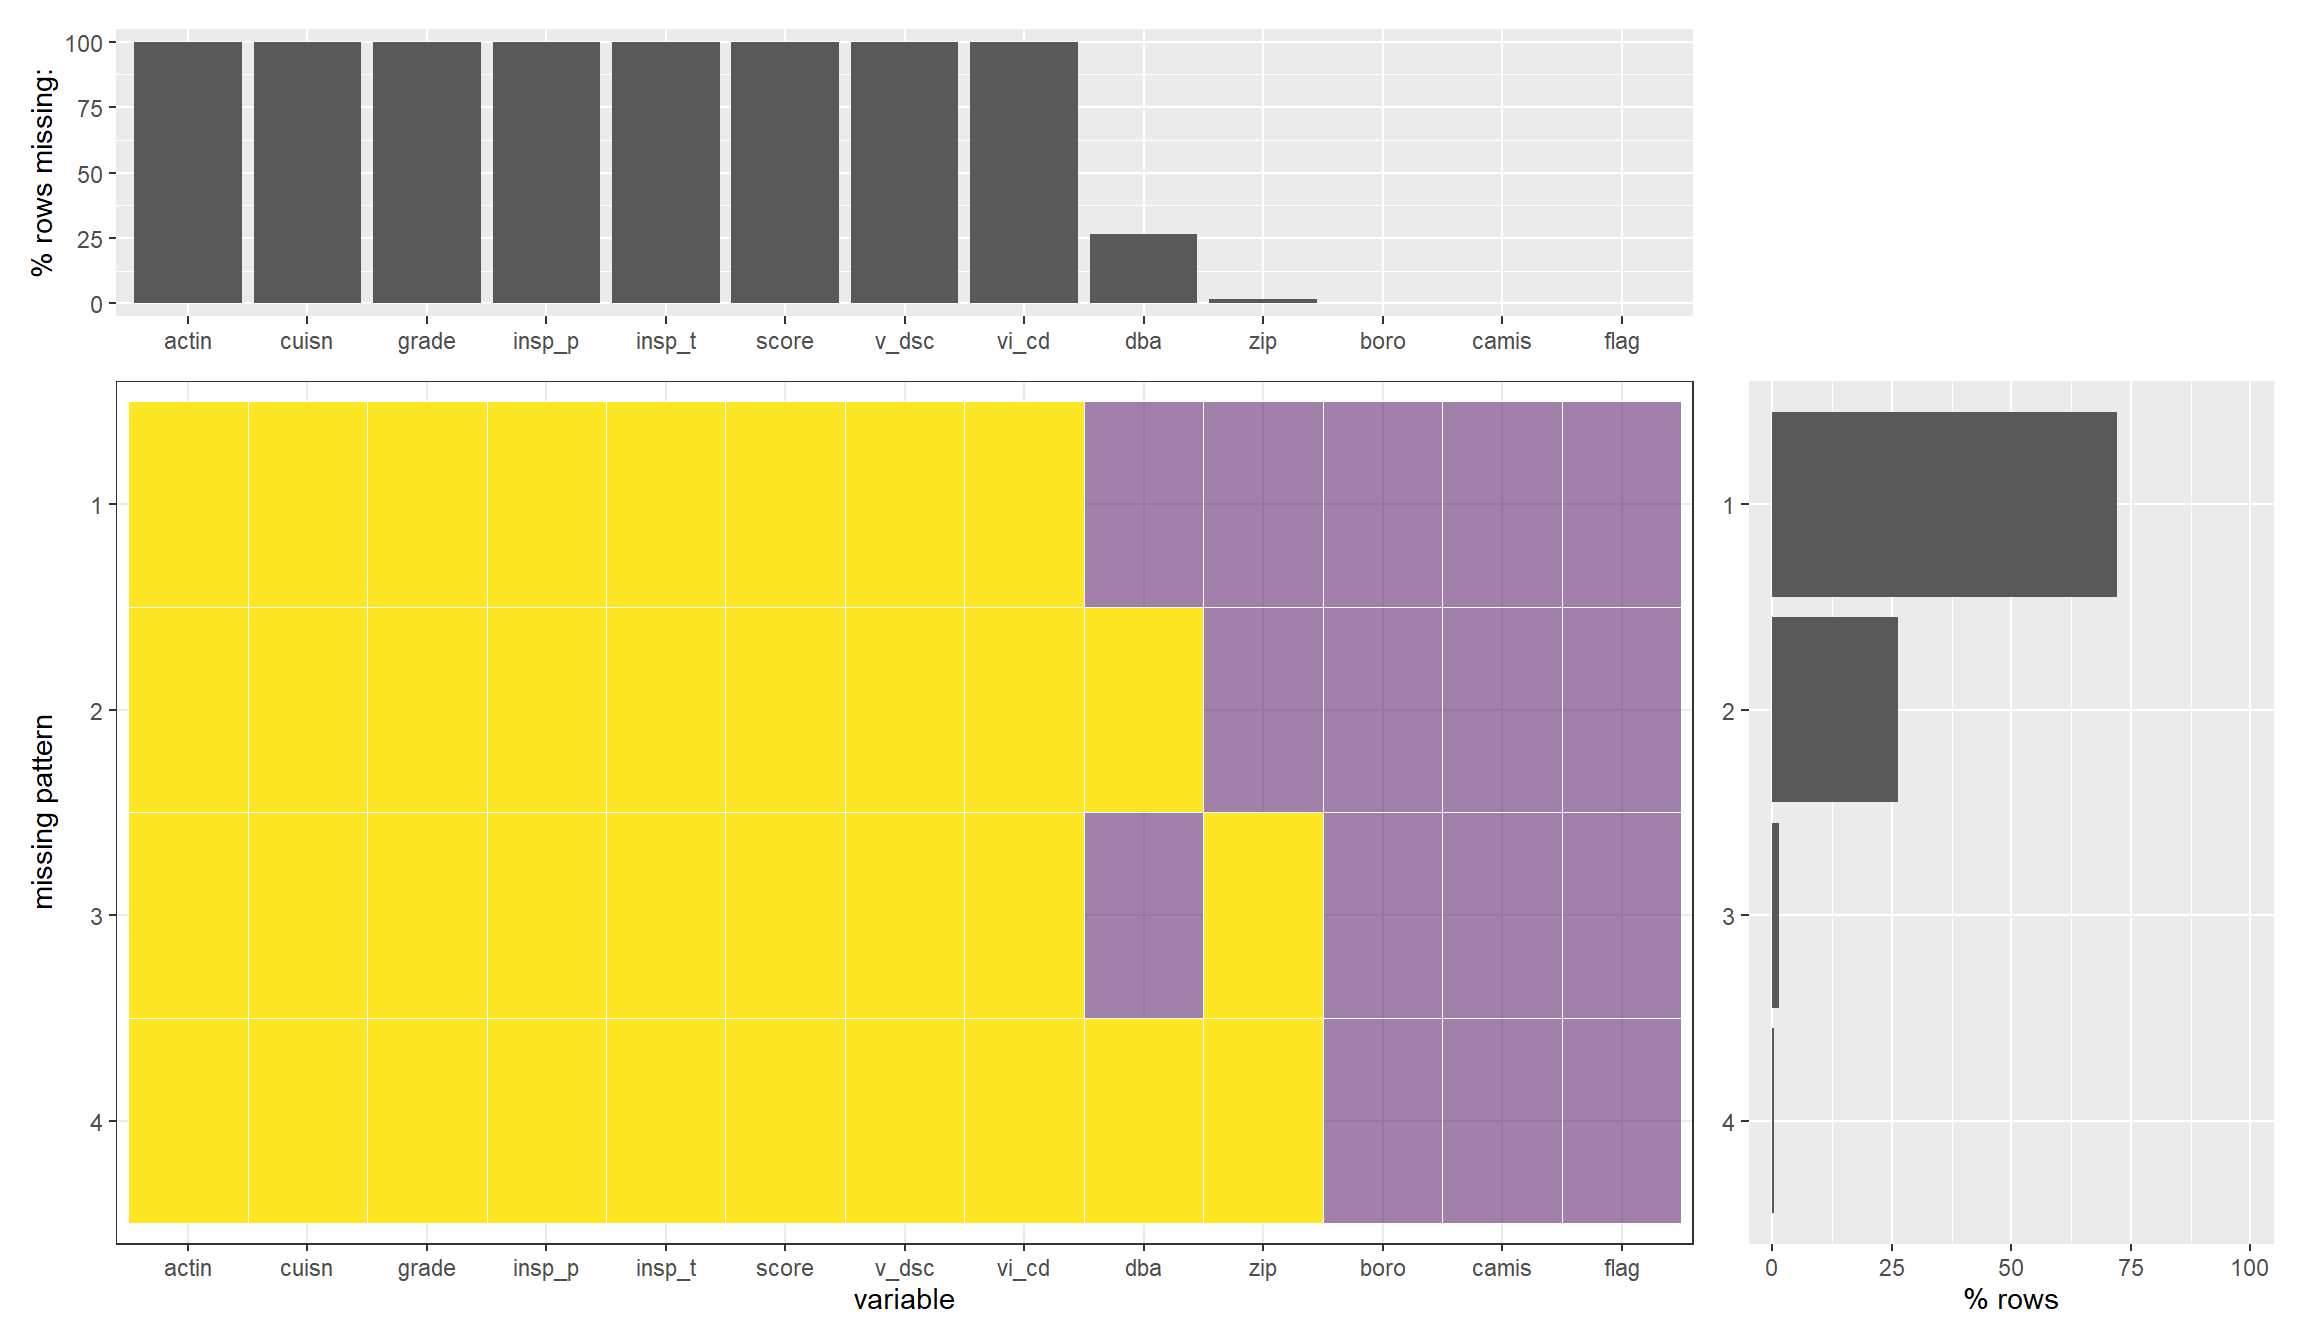 % rows missing:
100
75
50
25
0
actin cuisn grade insp_p insp_t score v_dsc vi_cd dba zip boro camis flag
missing pattern
1
2
3
4
actin cuisn grade insp_p insp_t score v_dsc vi_cd dba zip boro camis flag
variable
1
2
3
4
0 25 50 75 100
% rows